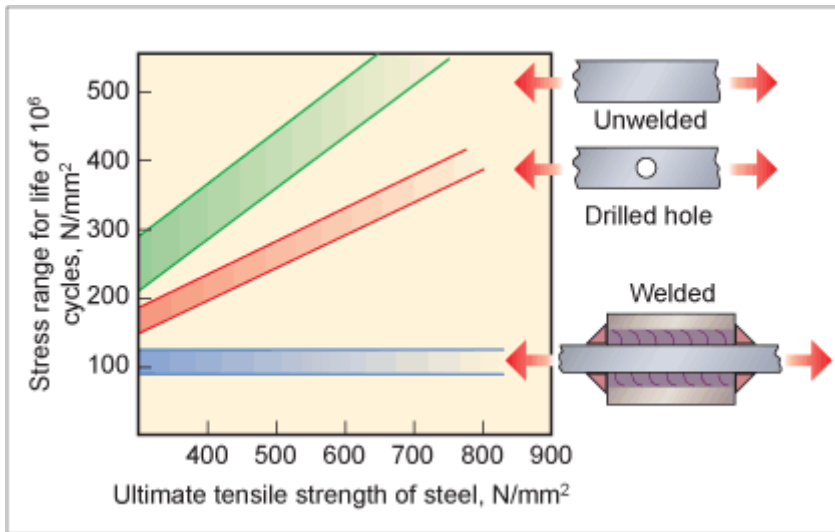 Stress range for life of 10⁶
cycles, N/mm²
500
400
300
200
100
400 500 600 700 800 900
Ultimate tensile strength of steel, N/mm²
Unwelded
Drilled hole
Welded